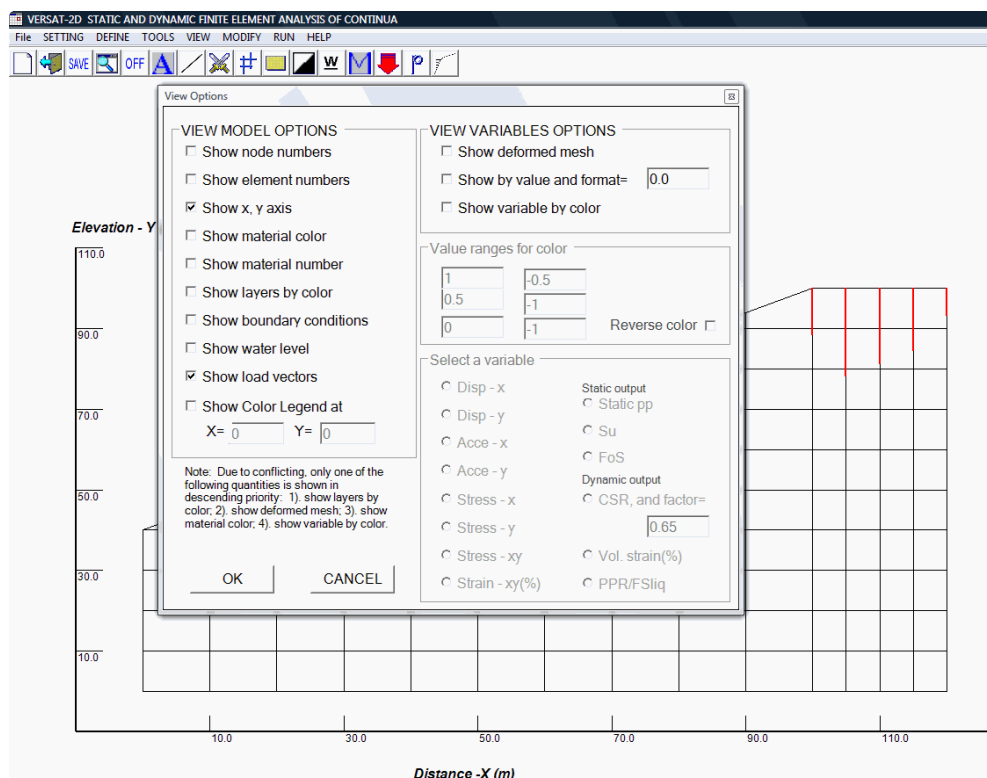 VERSAT-2D STATIC AND DYNAMIC FINITE ELEMENT ANALYSIS OF CONTINUA
File SETTING DEFINE TOOLS VIEW MODIFY RUN HELP
SAVE OFF A W P
View Options
VIEW MODEL OPTIONS
Show node numbers
Show element numbers
Show x, y axis
Show material color
Show material number
Show layers by color
Show boundary conditions
Show water level
Show load vectors
Show Color Legend at
X= 0 Y= 0
Note: Due to conflicting, only one of the
following quantities is shown in
descending priority: 1). show layers by
color; 2). show deformed mesh; 3). show
material color; 4). show variable by color.
OK CANCEL
VIEW VARIABLES OPTIONS
Show deformed mesh
Show by value and format= 0.0
Show variable by color
Value ranges for color
1 -0.5
0.5 -1
0 -1 Reverse color
Select a variable
Disp - x
Disp - y
Acce - x
Acce - y
Stress - x
Stress - y
Stress - xy
Strain - xy(%)
Static output
Static pp
Su
FoS
Dynamic output
CSR, and factor=
0.65
Vol. strain(%)
PPR/FSliq
Elevation - Y
110.0
90.0
70.0
50.0
30.0
10.0
10.0 30.0 50.0 70.0 90.0 110.0
Distance -X (m)